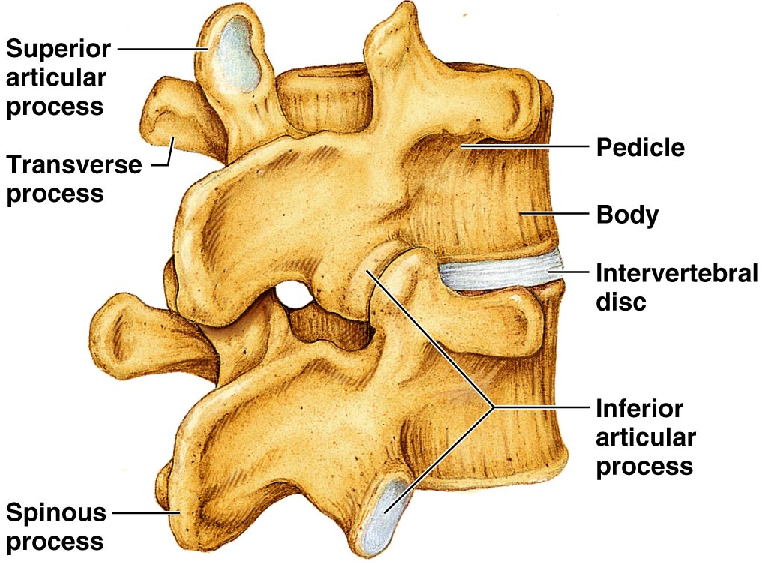 Superior
articular
process
Transverse
process
Spinous
process
Pedicle
Body
Intervertebral
disc
Inferior
articular
process